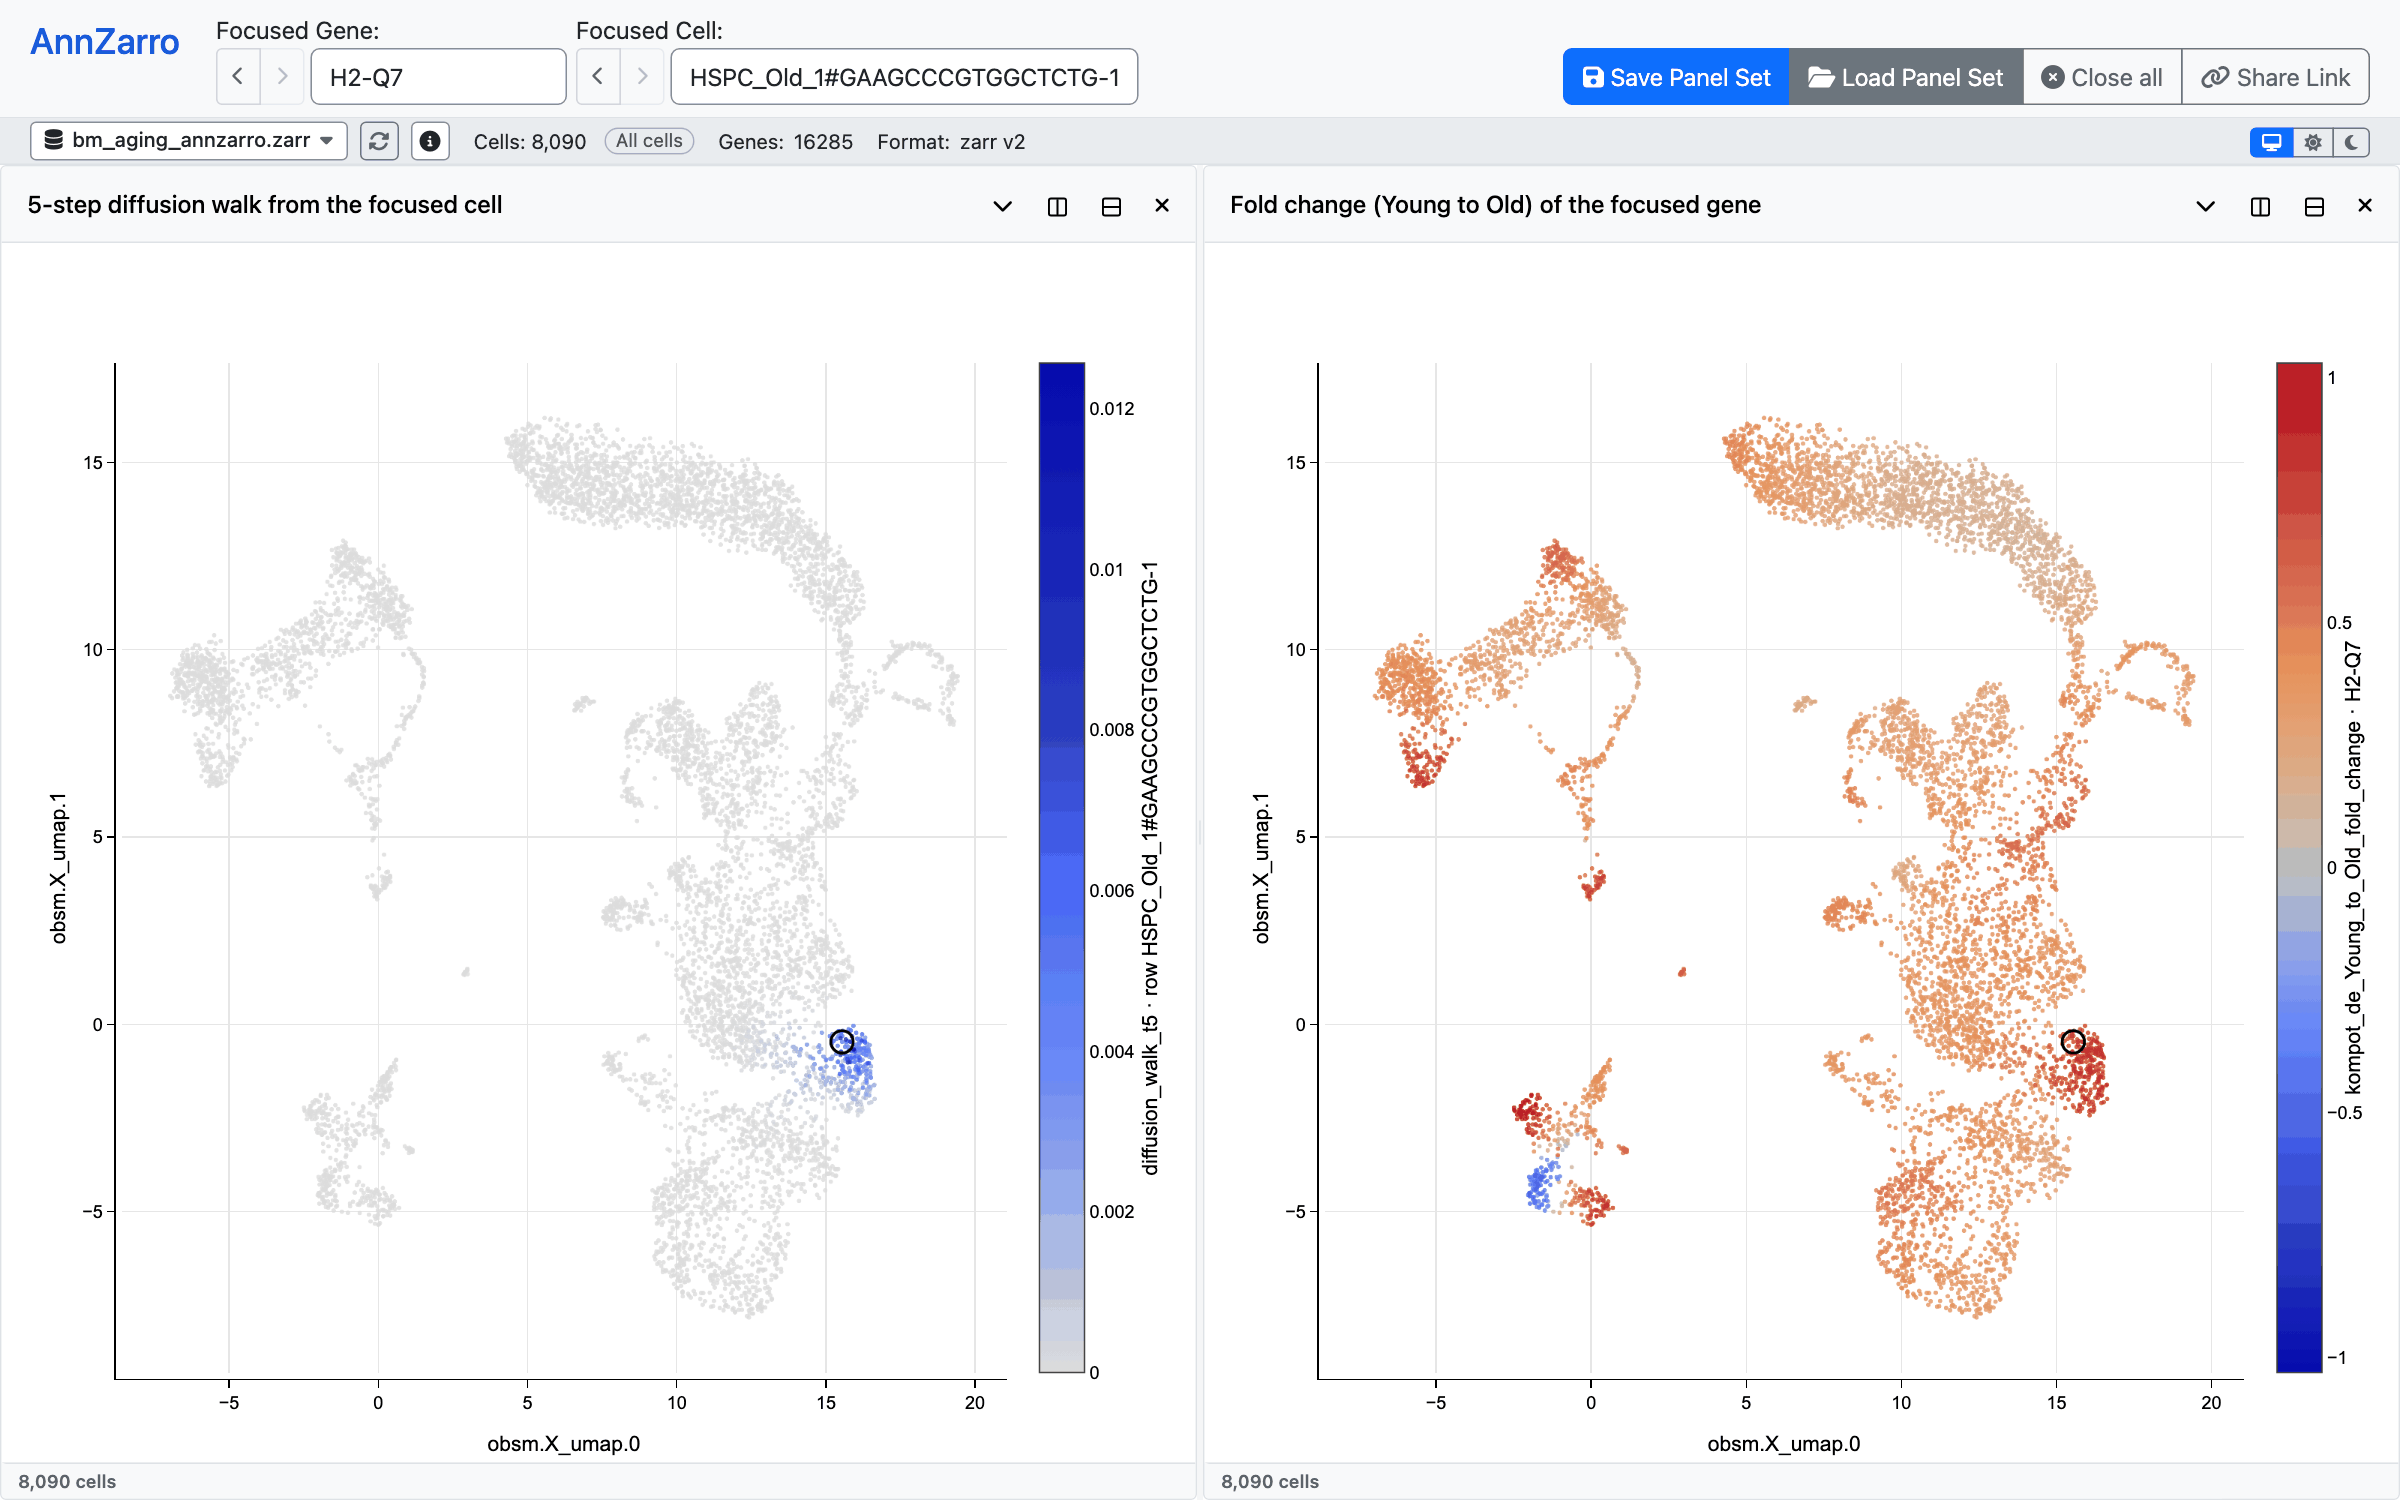 AnnZarro
Focused Gene:
H2-Q7
Focused Cell:
HSPC_Old_1#GAAGCCCGTGGCTCTG-1
Save Panel Set
Load Panel Set
Close all
Share Link
bm_aging_annzarro.zarr
Cells: 8,090
All cells
Genes: 16285
Format: zarr v2
5-step diffusion walk from the focused cell
15
10
5
0
−5
obsm.X_umap.1
−5
0
5
10
15
20
obsm.X_umap.0
0.012
0.01
0.008
0.006
0.004
0.002
0
diffusion_walk_t5 · row HSPC_Old_1#GAAGCCCGTGGCTCTG-1
8,090 cells
Fold change (Young to Old) of the focused gene
15
10
5
0
−5
obsm.X_umap.1
−5
0
5
10
15
20
obsm.X_umap.0
1
0.5
0
−0.5
−1
kompot_de_Young_to_Old_fold_change · H2-Q7
8,090 cells